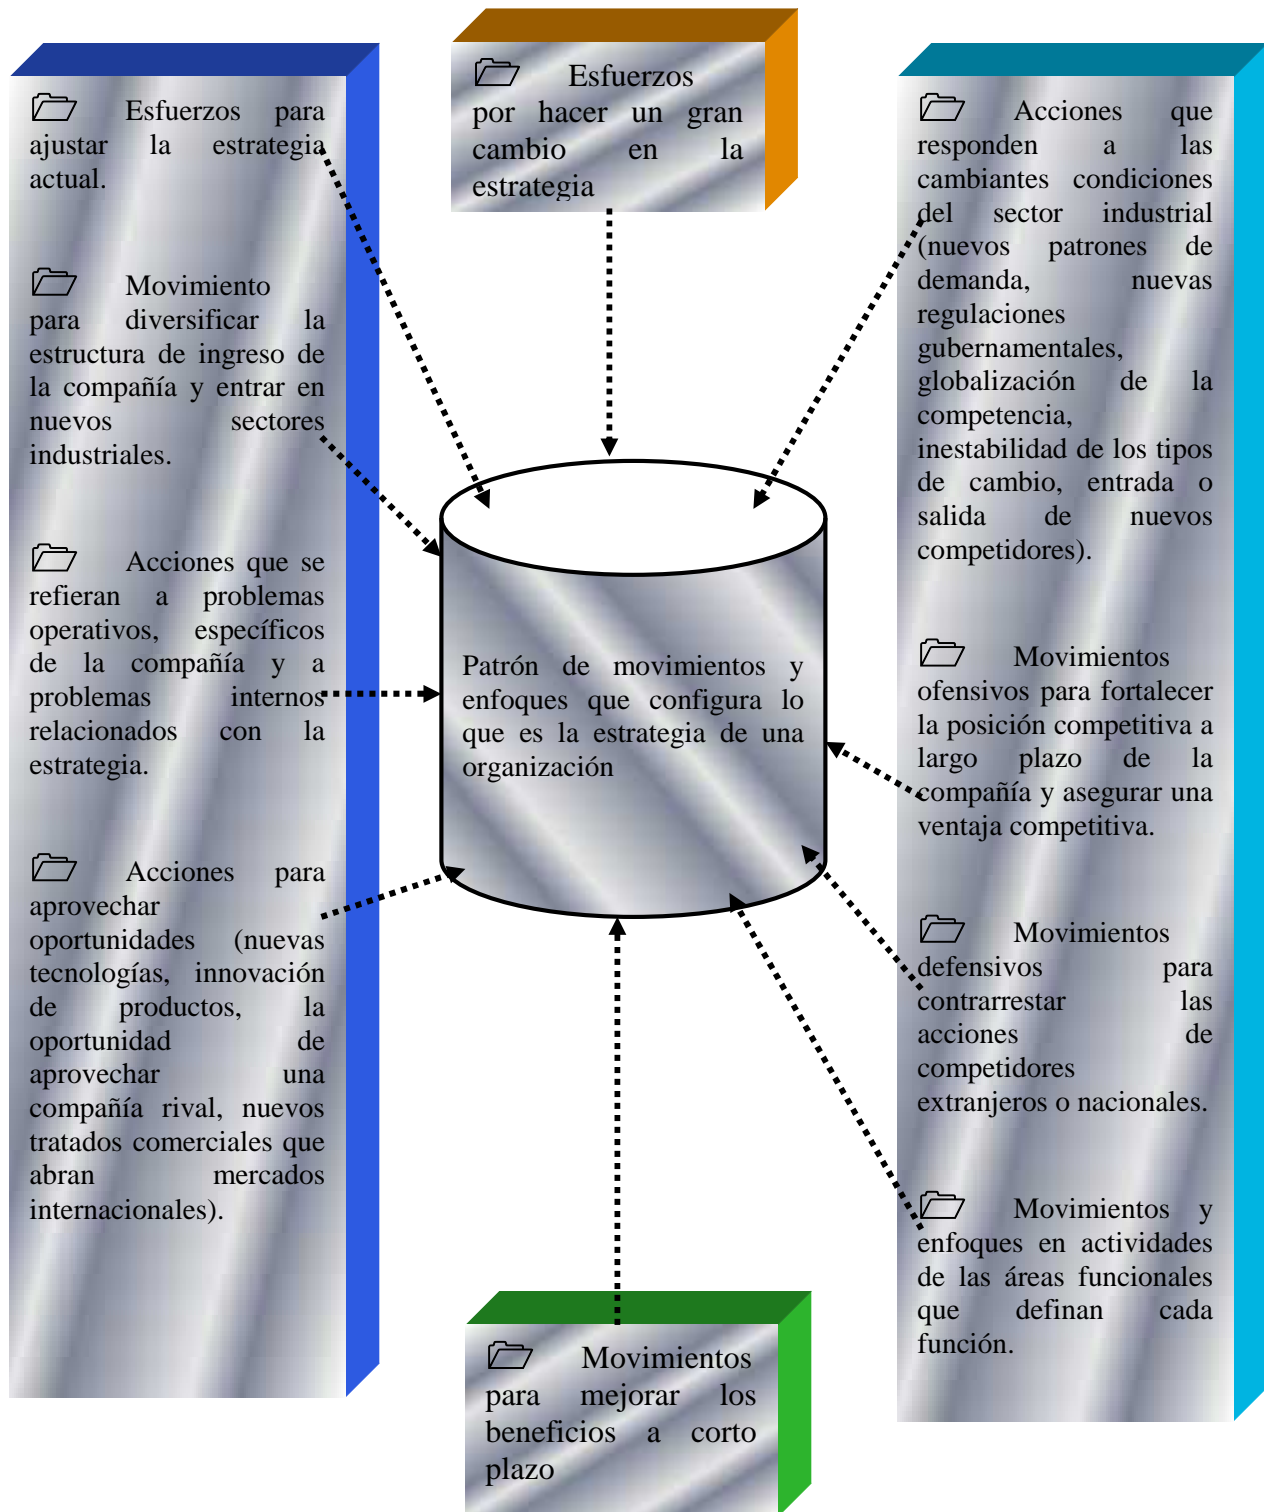 Esfuerzos para
ajustar la estrategia
actual.
Movimiento
para diversificar la
estructura de ingreso de
la compañía y entrar en
nuevos sectores
industriales.
Acciones que se
refieran a problemas
operativos, específicos
de la compañía y a
problemas internos
relacionados con la
estrategia.
Acciones para
aprovechar
oportunidades (nuevas
tecnologías, innovación
de productos, la
oportunidad de
aprovechar una
compañía rival, nuevos
tratados comerciales que
abran mercados
internacionales).
Esfuerzos
por hacer un gran
cambio en la
estrategia
Patrón de movimientos y
enfoques que configura lo
que es la estrategia de una
organización
Movimientos
para mejorar los
beneficios a corto
plazo
Acciones que
responden a las
cambiantes condiciones
del sector industrial
(nuevos patrones de
demanda, nuevas
regulaciones
gubernamentales,
globalización de la
competencia,
inestabilidad de los tipos
de cambio, entrada o
salida de nuevos
competidores).
Movimientos
ofensivos para fortalecer
la posición competitiva a
largo plazo de la
compañía y asegurar una
ventaja competitiva.
Movimientos
defensivos para
contrarrestar las
acciones de
competidores
extranjeros o nacionales.
Movimientos y
enfoques en actividades
de las áreas funcionales
que definan cada
función.